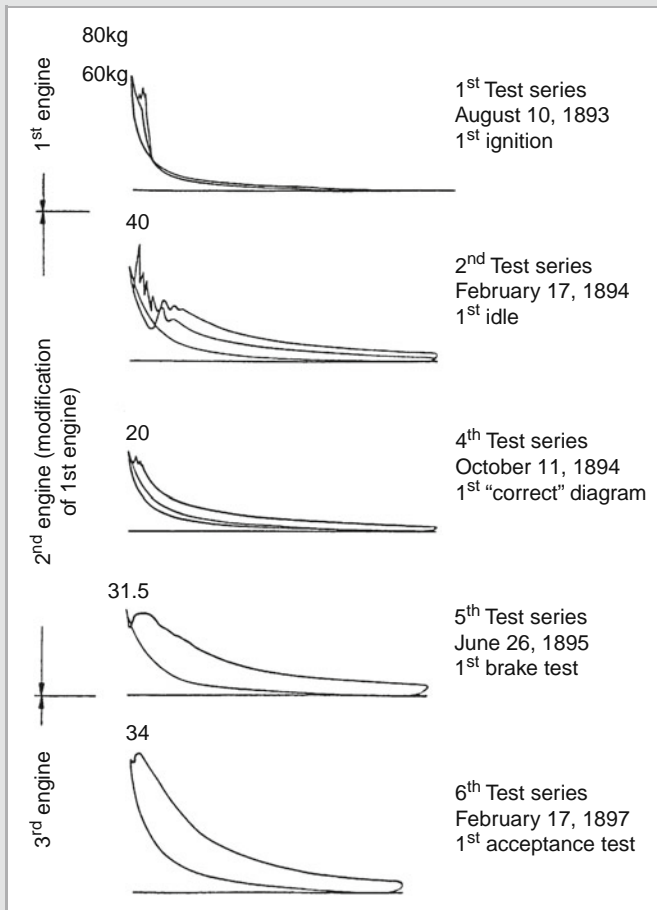 80kg
60kg
1st engine
1st Test series
August 10, 1893
1st ignition
40
2nd Test series
February 17, 1894
1st idle
2nd engine (modification
of 1st engine)
20
4th Test series
October 11, 1894
1st “correct” diagram
31.5
5th Test series
June 26, 1895
1st brake test
34
3rd engine
6th Test series
February 17, 1897
1st acceptance test